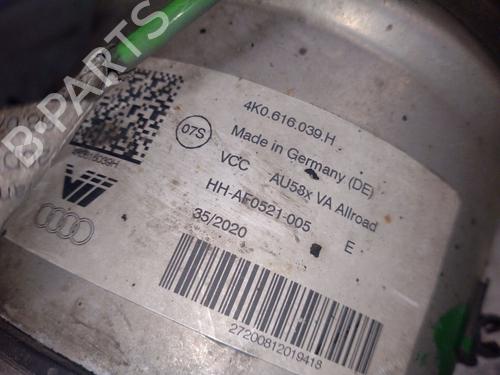 B-PARTS
4K0.616.039.H
07S
Made in Germany (DE)
VCC AU58x VA Allroad
HH-AF0521-005
35/2020 E
4K0616039H
27200812019418